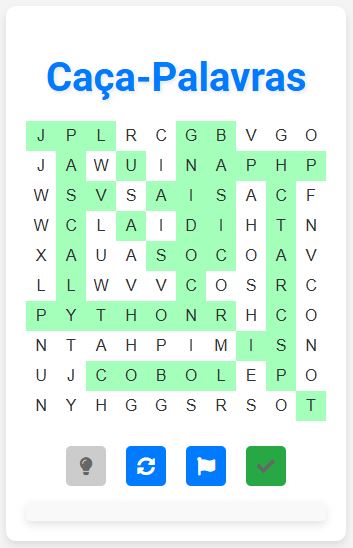 Caça-Palavras
J P L R C G B V G O
J A W U I N A P H P
W S V S A I S A C F
W C L A I D I H T N
X A U A S O C O A V
L L W V V C O S R C
P Y T H O N R H C O
N T A H P I M I S N
U J C O B O L E P O
N Y H G G S R S O T